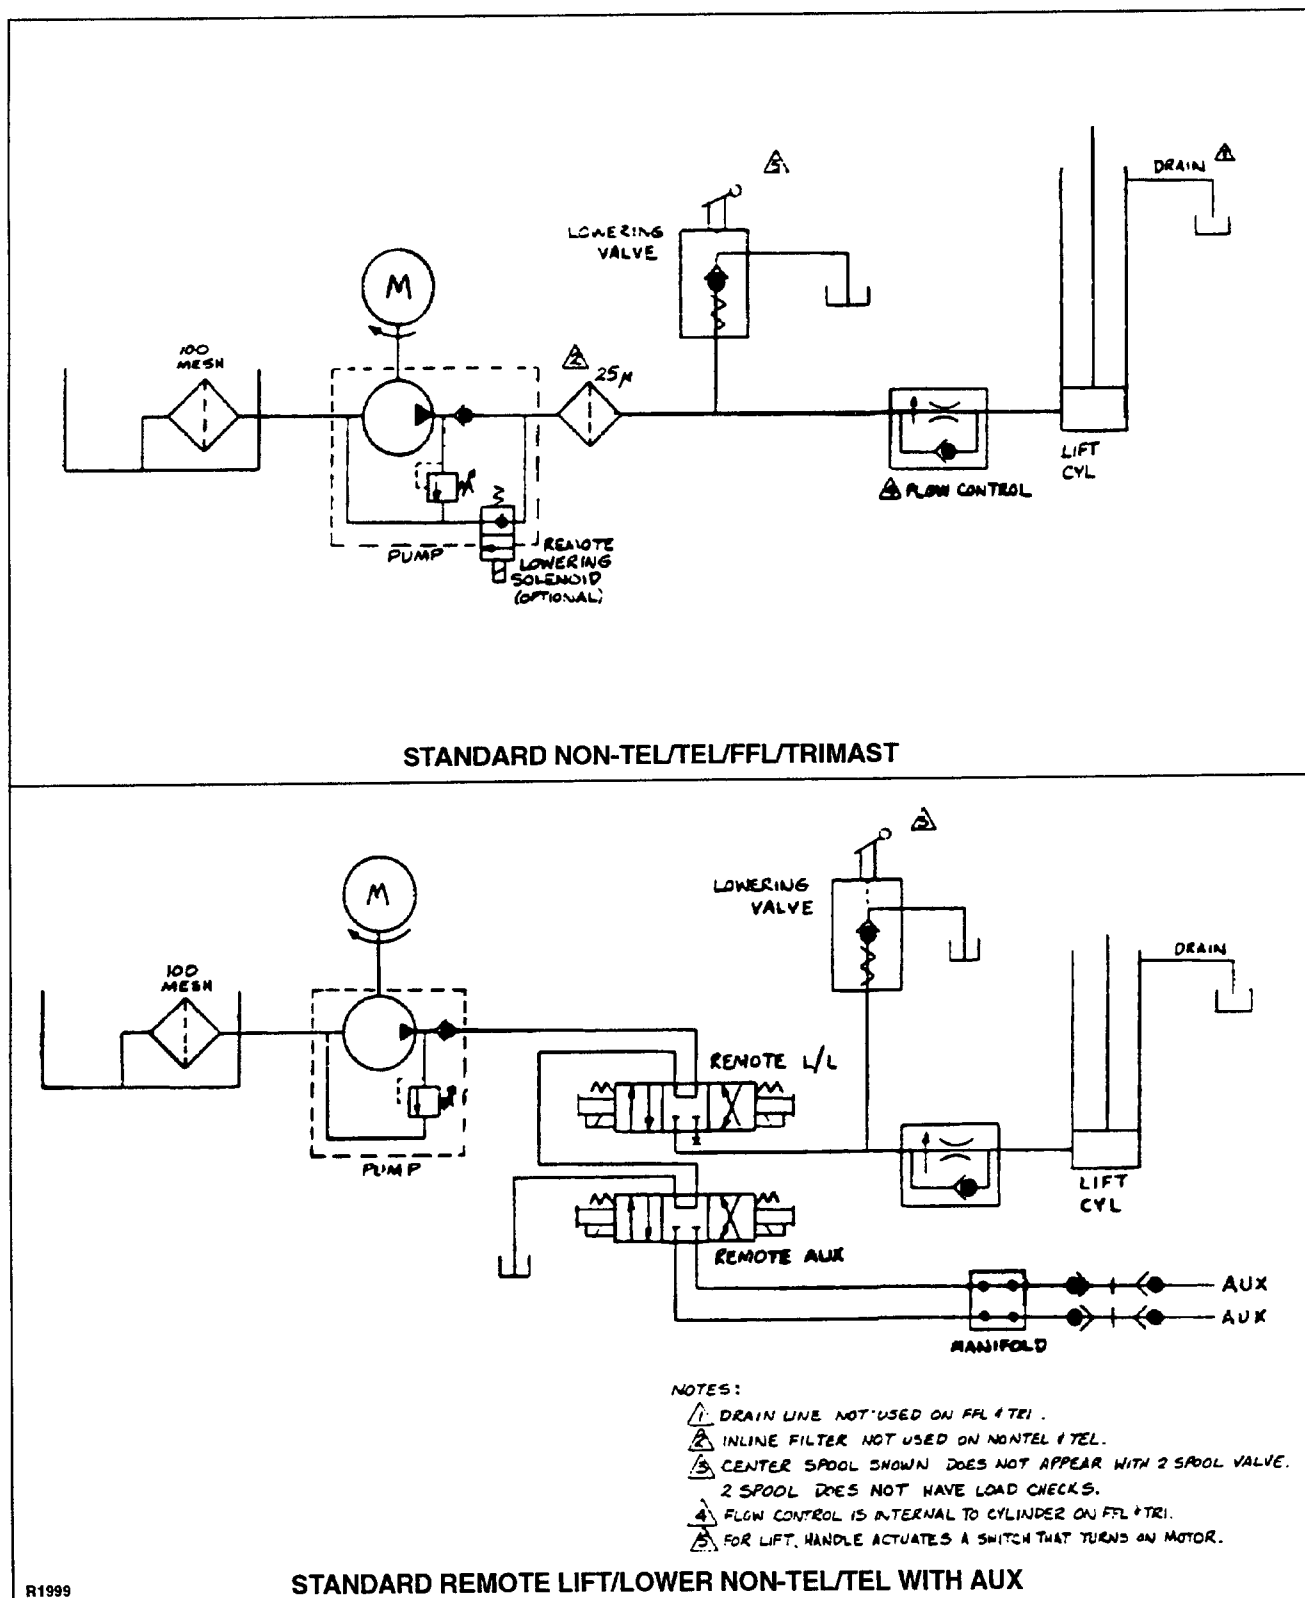 DRAIN 1
5
LOWERING
VALVE
M
100
MESH
2
25μ
LIFT
CYL
4 FLOW CONTROL
PUMP
REMOTE
LOWERING
SOLENOID
(OPTIONAL)
STANDARD NON-TEL/TEL/FFL/TRIMAST
5
LOWERING
VALVE
M
DRAIN
100
MESH
REMOTE L/L
PUMP
LIFT
CYL
REMOTE AUX
AUX
AUX
MANIFOLD
NOTES:
1 DRAIN LINE NOT USED ON FFL & TRI.
2 INLINE FILTER NOT USED ON NONTEL & TEL.
3 CENTER SPOOL SHOWN DOES NOT APPEAR WITH 2 SPOOL VALVE.
2 SPOOL DOES NOT HAVE LOAD CHECKS.
4 FLOW CONTROL IS INTERNAL TO CYLINDER ON FFL & TRI.
5 FOR LIFT, HANDLE ACTUATES A SWITCH THAT TURNS ON MOTOR.
R1999
STANDARD REMOTE LIFT/LOWER NON-TEL/TEL WITH AUX